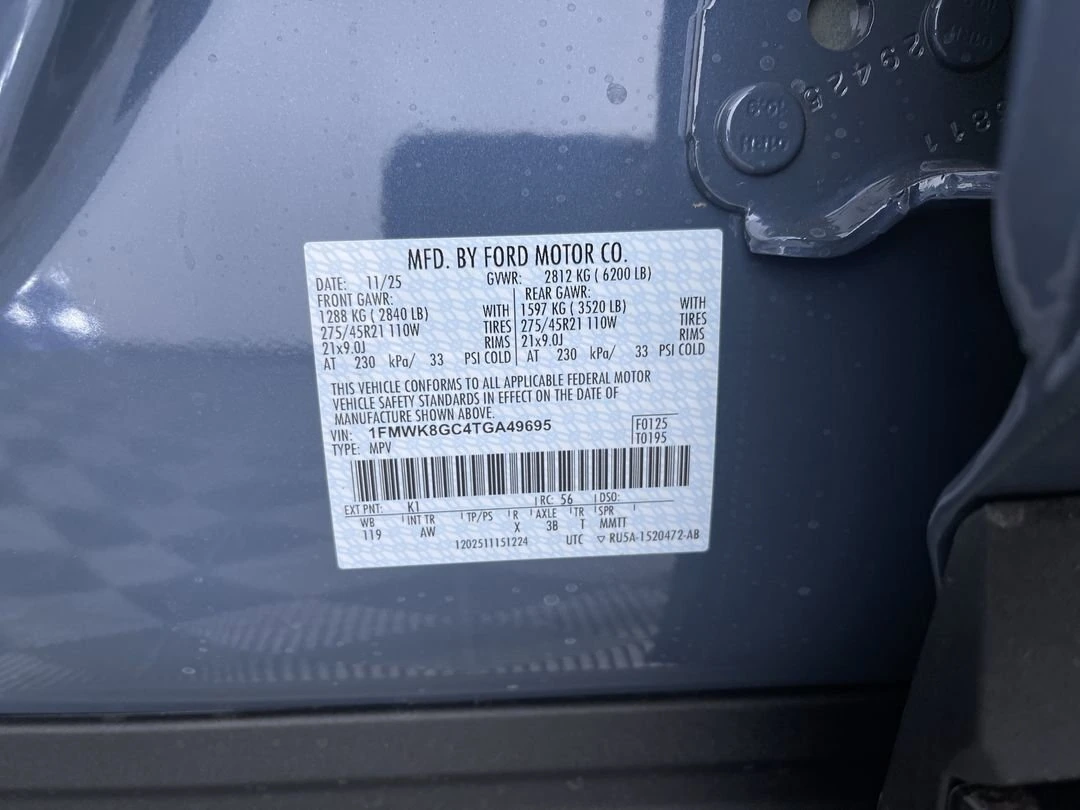 29425
811
MFD. BY FORD MOTOR CO.
DATE: 11/25 GVWR: 2812 KG ( 6200 LB)
FRONT GAWR:
1288 KG ( 2840 LB) WITH
275/45R21 110W TIRES
21x9.0J RIMS
AT 230 kPa/ 33 PSI COLD
REAR GAWR:
1597 KG ( 3520 LB) WITH
275/45R21 110W TIRES
21x9.0J RIMS
AT 230 kPa/ 33 PSI COLD
THIS VEHICLE CONFORMS TO ALL APPLICABLE FEDERAL MOTOR
VEHICLE SAFETY STANDARDS IN EFFECT ON THE DATE OF
MANUFACTURE SHOWN ABOVE.
VIN: 1FMWK8GC4TGA49695
TYPE: MPV
F0125
T0195
EXT PNT: K1 RC: 56 DSO:
WB INT TR TP/PS R AXLE TR SPR
119 AW X 3B T MMTT
1202511151224 UTC ▽ RU5A-1520472-AB